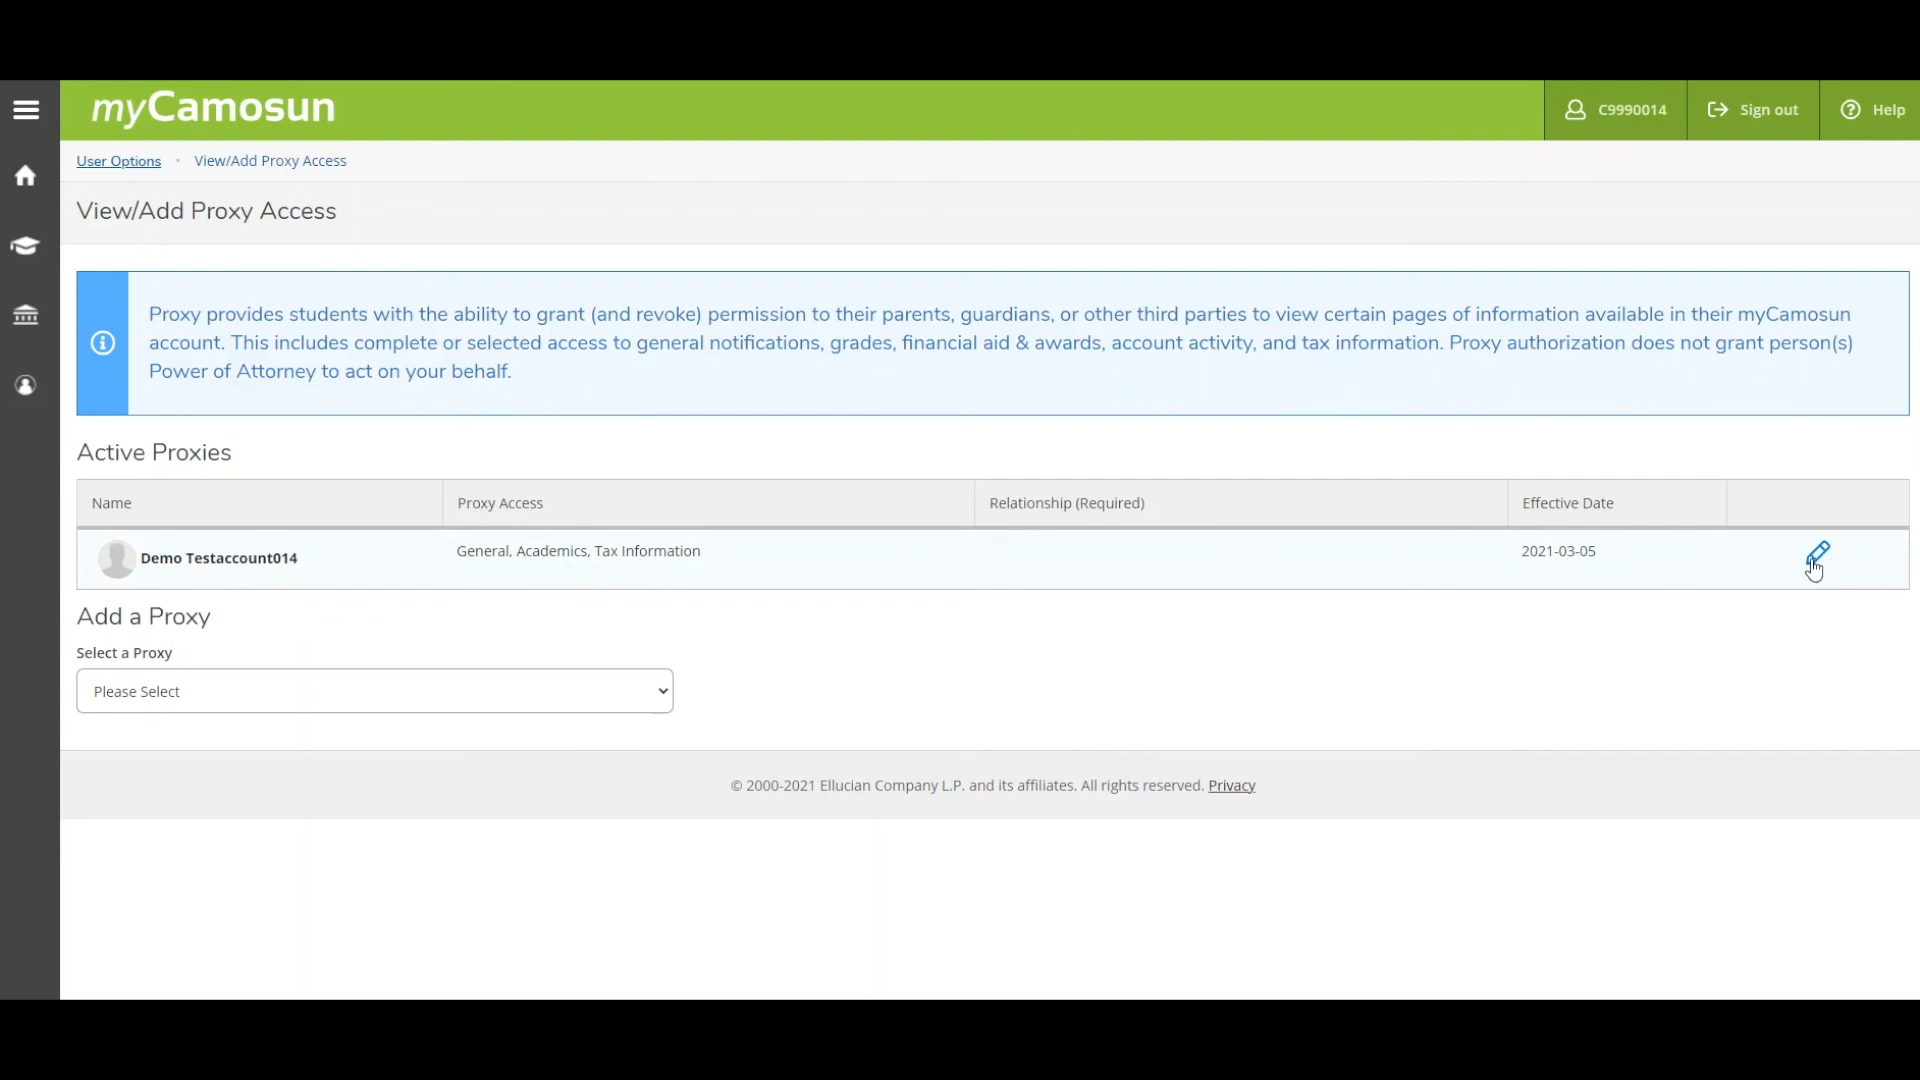 myCamosun
C9990014
Sign out
Help
User Options
View/Add Proxy Access
View/Add Proxy Access
Proxy provides students with the ability to grant (and revoke) permission to their parents, guardians, or other third parties to view certain pages of information available in their myCamosun
account. This includes complete or selected access to general notifications, grades, financial aid & awards, account activity, and tax information. Proxy authorization does not grant person(s)
Power of Attorney to act on your behalf.
Active Proxies
Name
Proxy Access
Relationship (Required)
Effective Date
Demo Testaccount014
General, Academics, Tax Information
2021-03-05
Add a Proxy
Select a Proxy
Please Select
© 2000-2021 Ellucian Company L.P. and its affiliates. All rights reserved. Privacy